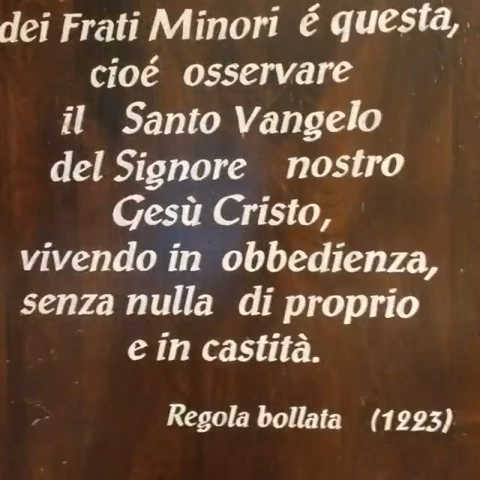 dei Frati Minori é questa,
cioé osservare
il Santo Vangelo
del Signore nostro
Gesù Cristo,
vivendo in obbedienza,
senza nulla di proprio
e in castità.
Regola bollata (1223)